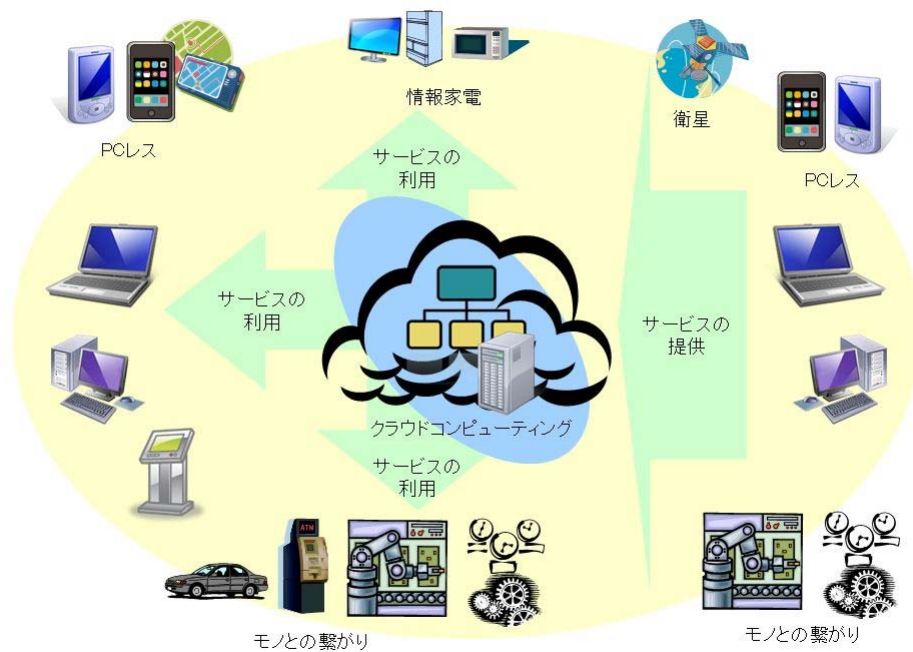 情報家電
衛星
PCレス
PCレス
サービスの
利用
サービスの
利用
サービスの
提供
クラウドコンピューティング
サービスの
利用
ATM
モノとの繋がり
モノとの繋がり